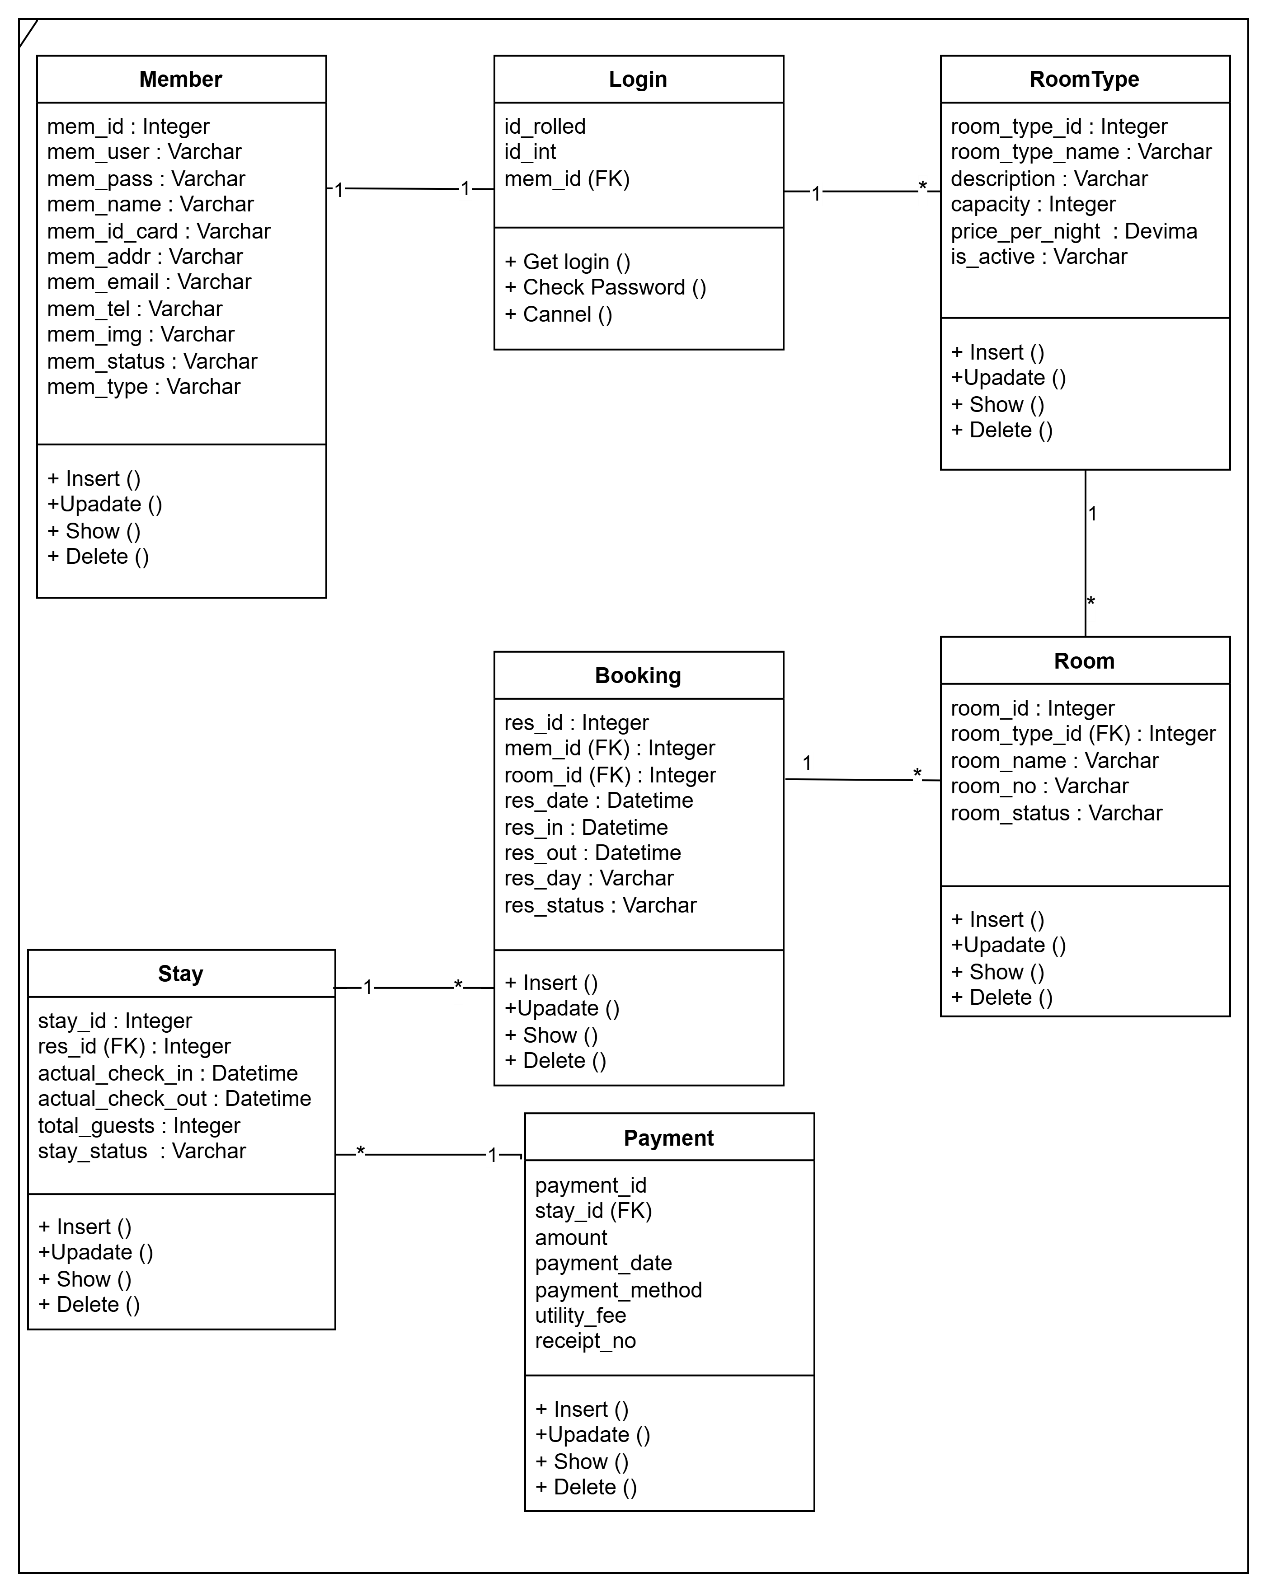 Member
mem_id : Integer
mem_user : Varchar
mem_pass : Varchar
mem_name : Varchar
mem_id_card : Varchar
mem_addr : Varchar
mem_email : Varchar
mem_tel : Varchar
mem_img : Varchar
mem_status : Varchar
mem_type : Varchar
+ Insert ()
+Upadate ()
+ Show ()
+ Delete ()
1
1
Login
id_rolled
id_int
mem_id (FK)
+ Get login ()
+ Check Password ()
+ Cannel ()
1
*
RoomType
room_type_id : Integer
room_type_name : Varchar
description : Varchar
capacity : Integer
price_per_night : Devima
is_active : Varchar
+ Insert ()
+Upadate ()
+ Show ()
+ Delete ()
1
*
Room
room_id : Integer
room_type_id (FK) : Integer
room_name : Varchar
room_no : Varchar
room_status : Varchar
+ Insert ()
+Upadate ()
+ Show ()
+ Delete ()
Booking
res_id : Integer
mem_id (FK) : Integer
room_id (FK) : Integer
res_date : Datetime
res_in : Datetime
res_out : Datetime
res_day : Varchar
res_status : Varchar
+ Insert ()
+Upadate ()
+ Show ()
+ Delete ()
1
*
Stay
stay_id : Integer
res_id (FK) : Integer
actual_check_in : Datetime
actual_check_out : Datetime
total_guests : Integer
stay_status : Varchar
+ Insert ()
+Upadate ()
+ Show ()
+ Delete ()
1
*
*
1
Payment
payment_id
stay_id (FK)
amount
payment_date
payment_method
utility_fee
receipt_no
+ Insert ()
+Upadate ()
+ Show ()
+ Delete ()